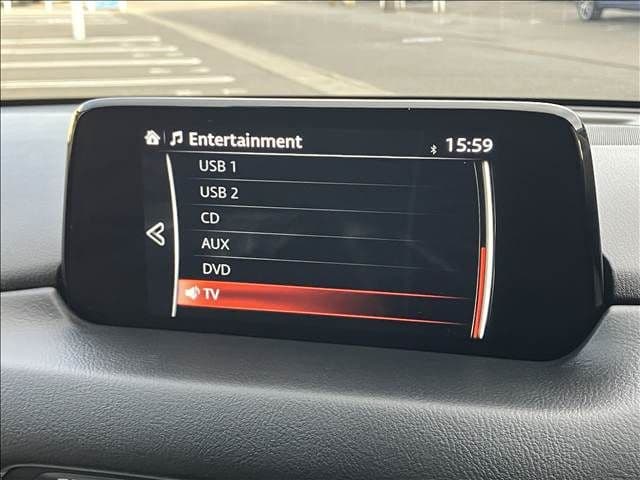 Entertainment
15:59
USB 1
USB 2
CD
AUX
DVD
TV